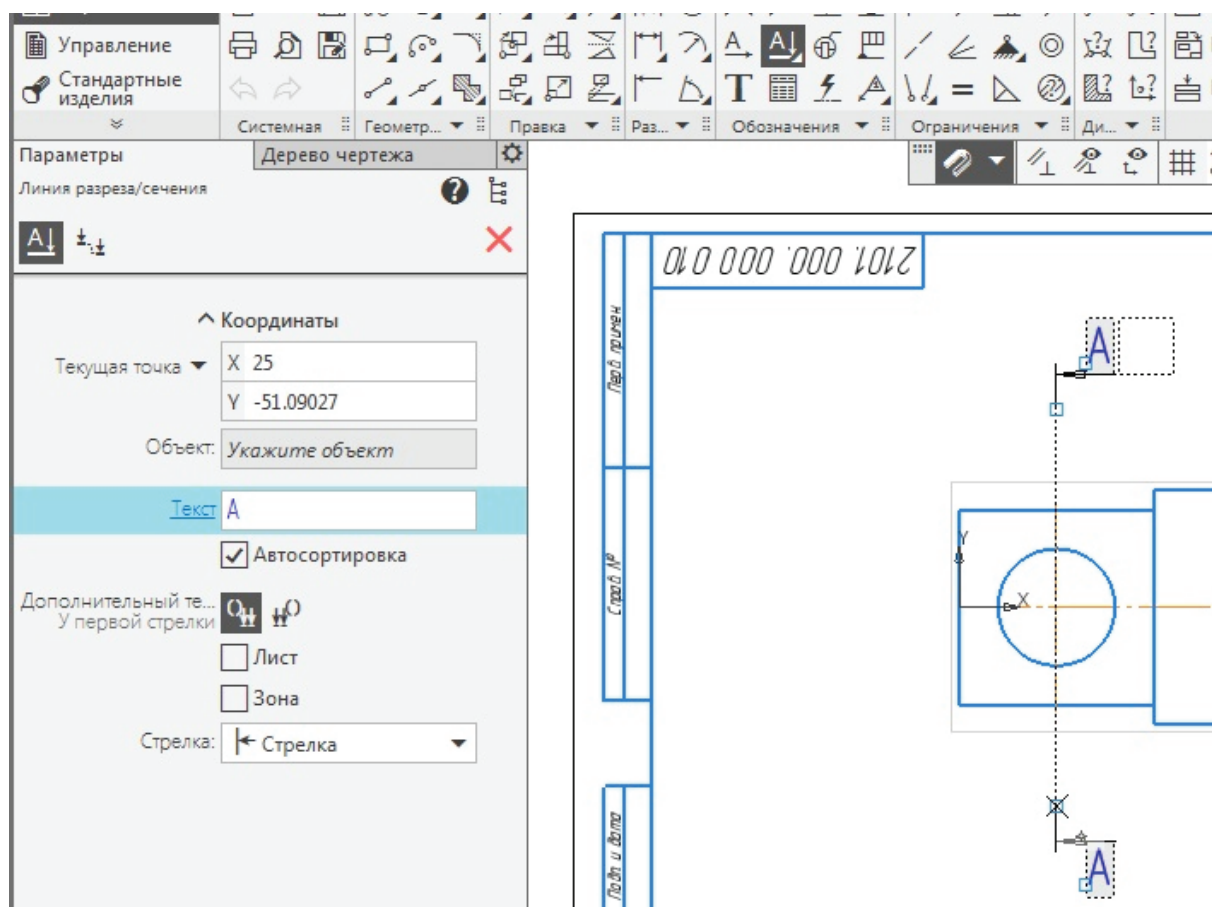 Управление
Стандартные
изделия
Системная
Геометр...
Правка
Раз...
Обозначения
Ограничения
Ди...
Параметры
Дерево чертежа
Линия разреза/сечения
Координаты
Текущая точка
X 25
Y -51.09027
Объект:
Укажите объект
Текст
А
Автосортировка
Дополнительный те...
У первой стрелки
Лист
Зона
Стрелка:
Стрелка
2101. 000. 000 010
Перв примен
Справ №
Подп и дата
А
Y
X
А